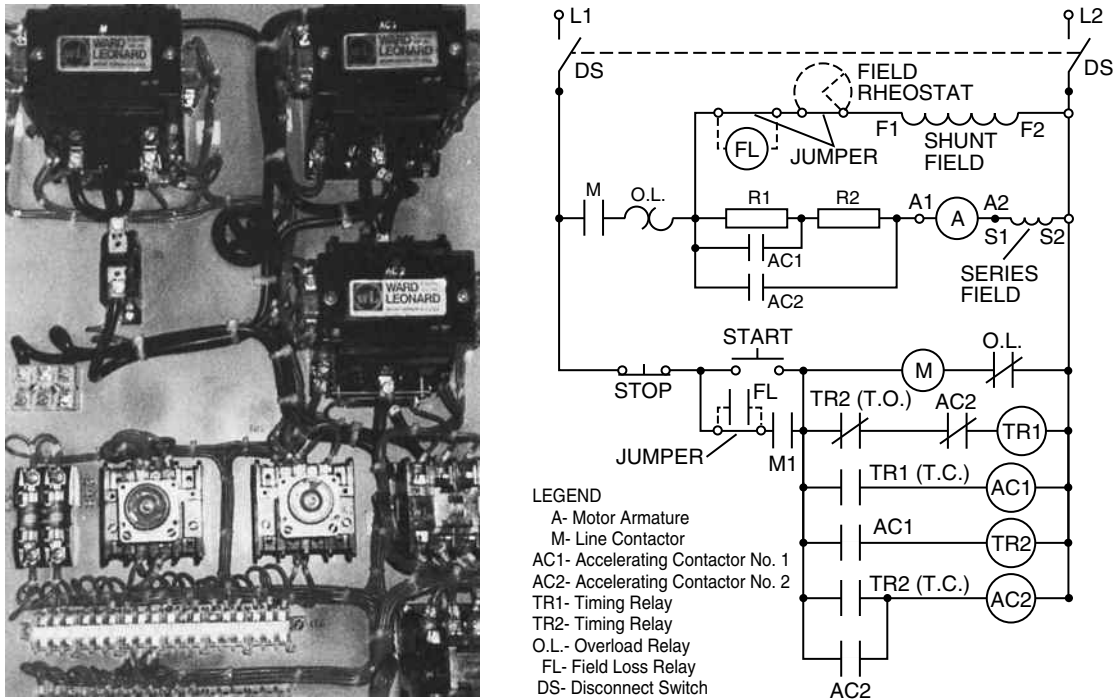 M
WARD
LEONARD
AC1
WARD
LEONARD
AC2
WARD
LEONARD
L1
L2
DS
DS
FIELD
RHEOSTAT
FL
JUMPER
F1
F2
SHUNT
FIELD
M
O.L.
R1
R2
A1
A
A2
S1
S2
AC1
AC2
SERIES
FIELD
START
STOP
O.L.
M
FL
TR2 (T.O.)
AC2
TR1
JUMPER
M1
TR1 (T.C.)
AC1
AC1
TR2
TR2 (T.C.)
AC2
AC2
LEGEND
A- Motor Armature
M- Line Contactor
AC1- Accelerating Contactor No. 1
AC2- Accelerating Contactor No. 2
TR1- Timing Relay
TR2- Timing Relay
O.L.- Overload Relay
FL- Field Loss Relay
DS- Disconnect Switch